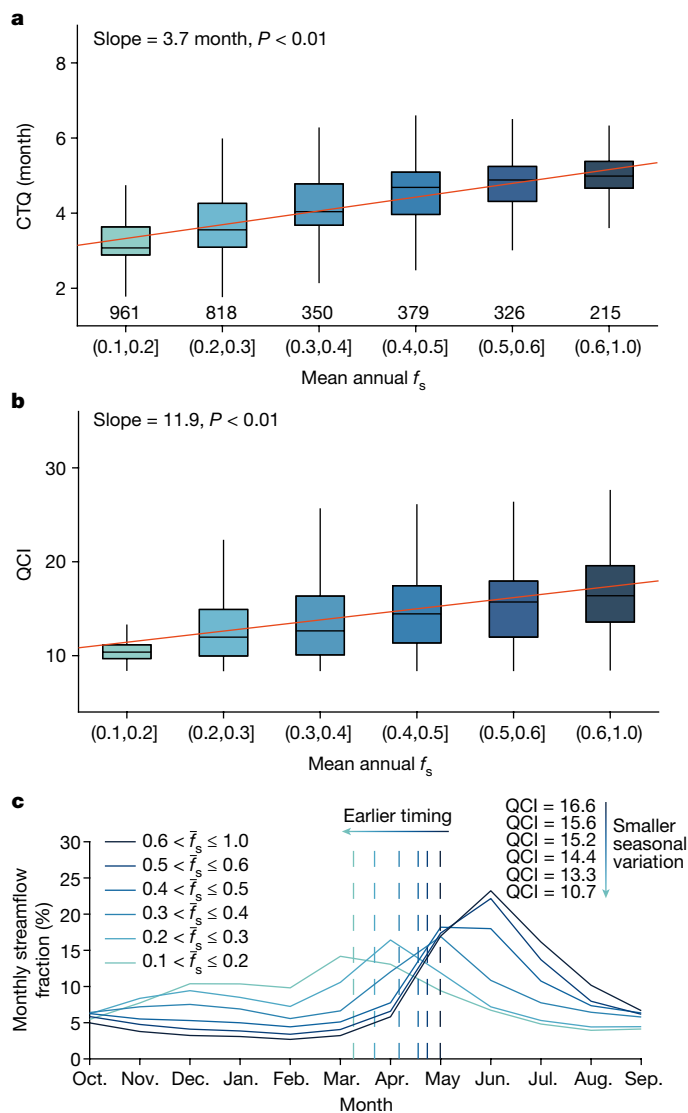 a
Slope = 3.7 month, P < 0.01
8
6
4
2
CTQ (month)
961 818 350 379 326 215
(0.1,0.2] (0.2,0.3] (0.3,0.4] (0.4,0.5] (0.5,0.6] (0.6,1.0)
Mean annual fs
b
Slope = 11.9, P < 0.01
30
20
10
QCI
(0.1,0.2] (0.2,0.3] (0.3,0.4] (0.4,0.5] (0.5,0.6] (0.6,1.0)
Mean annual fs
c
Earlier timing
QCI = 16.6
QCI = 15.6
QCI = 15.2
QCI = 14.4
QCI = 13.3
QCI = 10.7
Smaller
seasonal
variation
30
25
20
15
10
5
0
Monthly streamflow
fraction (%)
0.6 < f̄s ≤ 1.0
0.5 < f̄s ≤ 0.6
0.4 < f̄s ≤ 0.5
0.3 < f̄s ≤ 0.4
0.2 < f̄s ≤ 0.3
0.1 < f̄s ≤ 0.2
Oct. Nov. Dec. Jan. Feb. Mar. Apr. May Jun. Jul. Aug. Sep.
Month